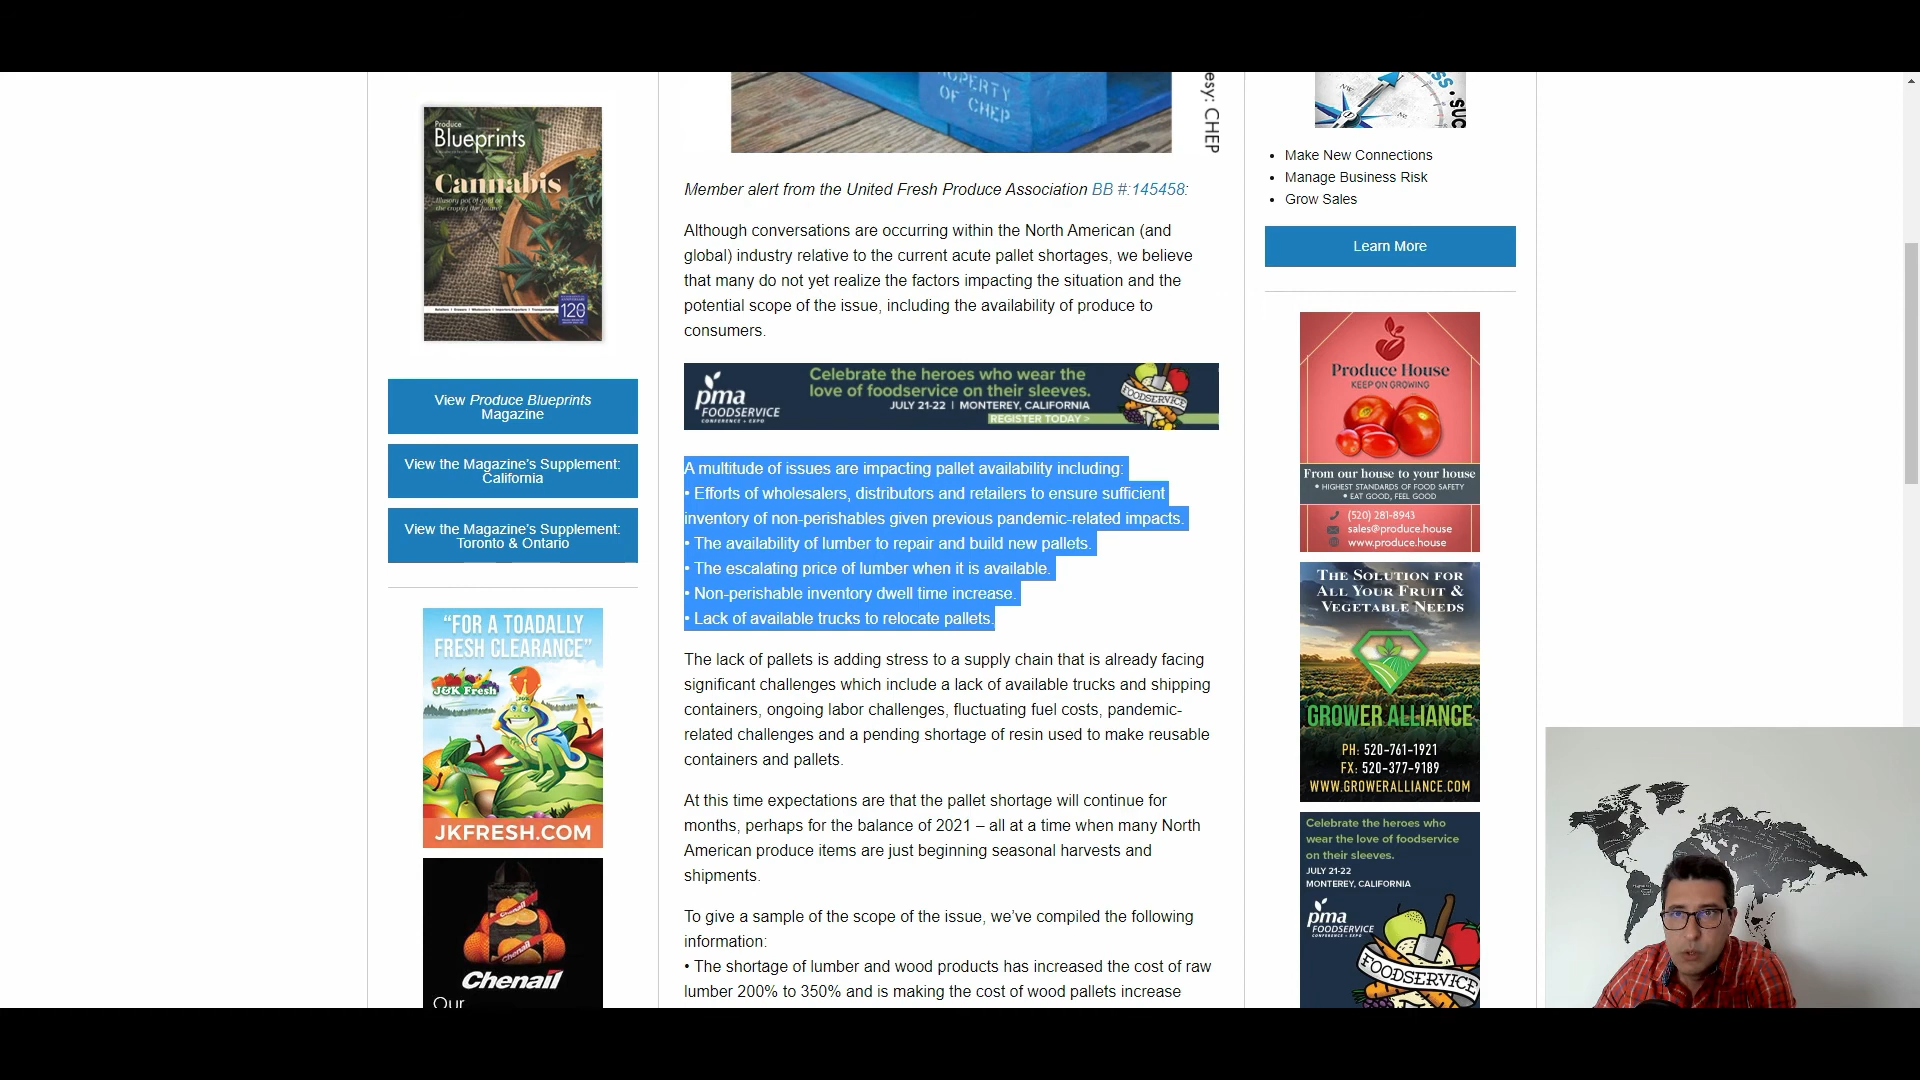 PROPERTY
OF CHEP
esy: CHEP
Produce
Blueprints
Cannabis
120
View Produce Blueprints
Magazine
View the Magazine's Supplement:
California
View the Magazine's Supplement:
Toronto & Ontario
"FOR A TOADALLY
FRESH CLEARANCE"
J&K Fresh
JKFRESH.COM
Chenail
Our
Member alert from the United Fresh Produce Association BB #:145458:
Although conversations are occurring within the North American (and
global) industry relative to the current acute pallet shortages, we believe
that many do not yet realize the factors impacting the situation and the
potential scope of the issue, including the availability of produce to
consumers.
pma
FOODSERVICE
CONFERENCE + EXPO
Celebrate the heroes who wear the
love of foodservice on their sleeves.
JULY 21-22 | MONTEREY, CALIFORNIA
REGISTER TODAY >
FOODSERVICE
A multitude of issues are impacting pallet availability including:
• Efforts of wholesalers, distributors and retailers to ensure sufficient
inventory of non-perishables given previous pandemic-related impacts.
• The availability of lumber to repair and build new pallets.
• The escalating price of lumber when it is available.
• Non-perishable inventory dwell time increase.
• Lack of available trucks to relocate pallets.
The lack of pallets is adding stress to a supply chain that is already facing
significant challenges which include a lack of available trucks and shipping
containers, ongoing labor challenges, fluctuating fuel costs, pandemic-
related challenges and a pending shortage of resin used to make reusable
containers and pallets.
At this time expectations are that the pallet shortage will continue for
months, perhaps for the balance of 2021 – all at a time when many North
American produce items are just beginning seasonal harvests and
shipments.
To give a sample of the scope of the issue, we've compiled the following
information:
• The shortage of lumber and wood products has increased the cost of raw
lumber 200% to 350% and is making the cost of wood pallets increase
• Make New Connections
• Manage Business Risk
• Grow Sales
Learn More
Produce House
KEEP ON GROWING
From our house to your house
• HIGHEST STANDARDS OF FOOD SAFETY
• EAT GOOD, FEEL GOOD
(520) 281-8943
sales@produce.house
www.produce.house
THE SOLUTION FOR
ALL YOUR FRUIT &
VEGETABLE NEEDS
GROWER ALLIANCE
PH: 520-761-1921
FX: 520-377-9189
WWW.GROWERALLIANCE.COM
Celebrate the heroes who
wear the love of foodservice
on their sleeves.
JULY 21-22
MONTEREY, CALIFORNIA
pma
FOODSERVICE
CONFERENCE + EXPO
FOODSERVICE